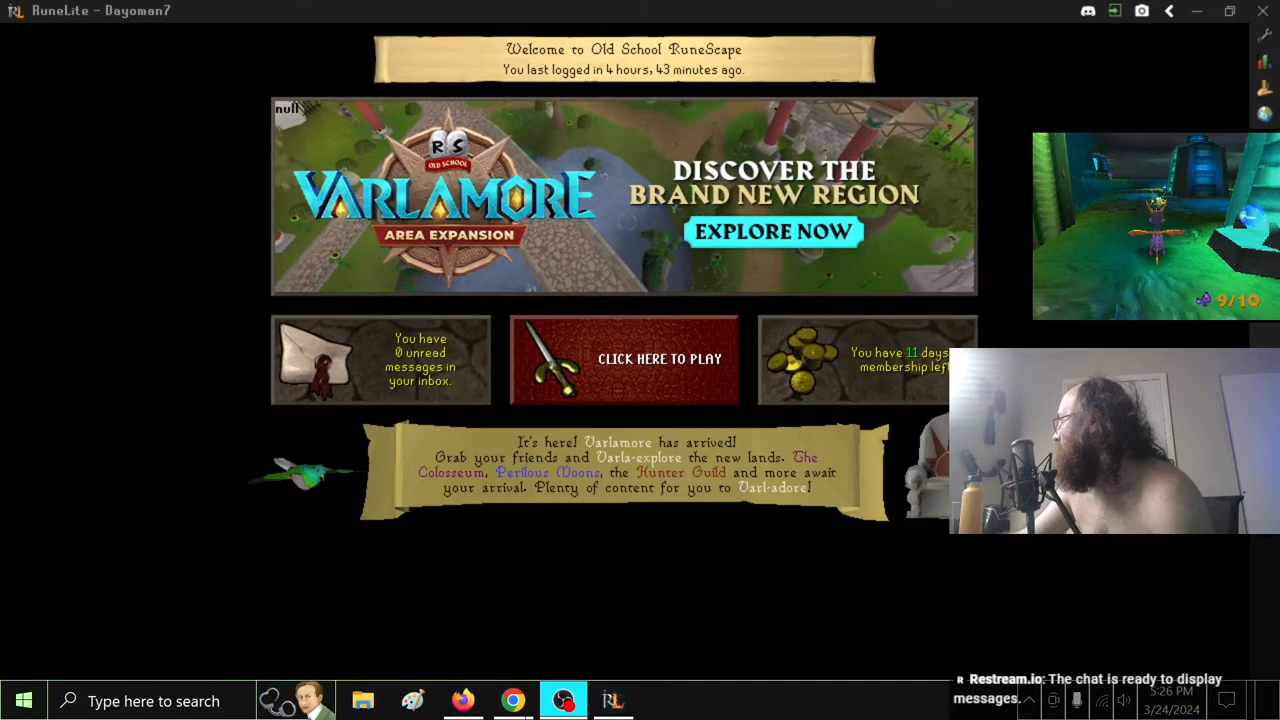 RuneLite - Dayoman7
Welcome to Old School RuneScape
You last logged in 4 hours, 43 minutes ago.
null
R S
OLD SCHOOL
VARLAMORE
AREA EXPANSION
DISCOVER THE
BRAND NEW REGION
EXPLORE NOW
9/10
You have
0 unread
messages in
your inbox.
CLICK HERE TO PLAY
You have 11 days
membership left
It's here! Varlamore has arrived!
Grab your friends and Varla-explore the new lands. The
Colosseum, Perilous Moons, the Hunter Guild and more await
your arrival. Plenty of content for you to Varl-adore!
Restream.io: The chat is ready to display
messages.
Type here to search
5:26 PM
3/24/2024